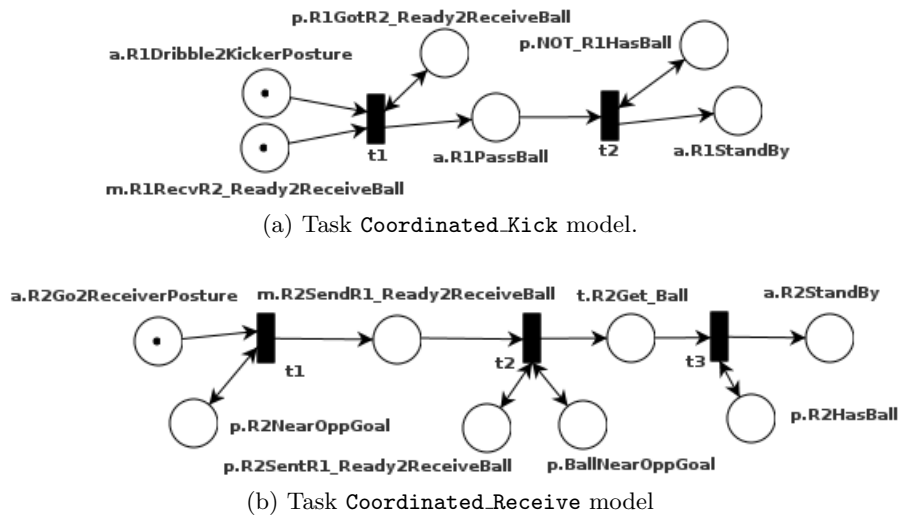 p.R1GotR2_Ready2ReceiveBall
p.NOT_R1HasBall
a.R1Dribble2KickerPosture
t1
a.R1PassBall
t2
a.R1StandBy
m.R1RecvR2_Ready2ReceiveBall
(a) Task Coordinated_Kick model.
a.R2Go2ReceiverPosture
m.R2SendR1_Ready2ReceiveBall
t.R2Get_Ball
a.R2StandBy
t1
t2
t3
p.R2NearOppGoal
p.R2HasBall
p.R2SentR1_Ready2ReceiveBall
p.BallNearOppGoal
(b) Task Coordinated_Receive model